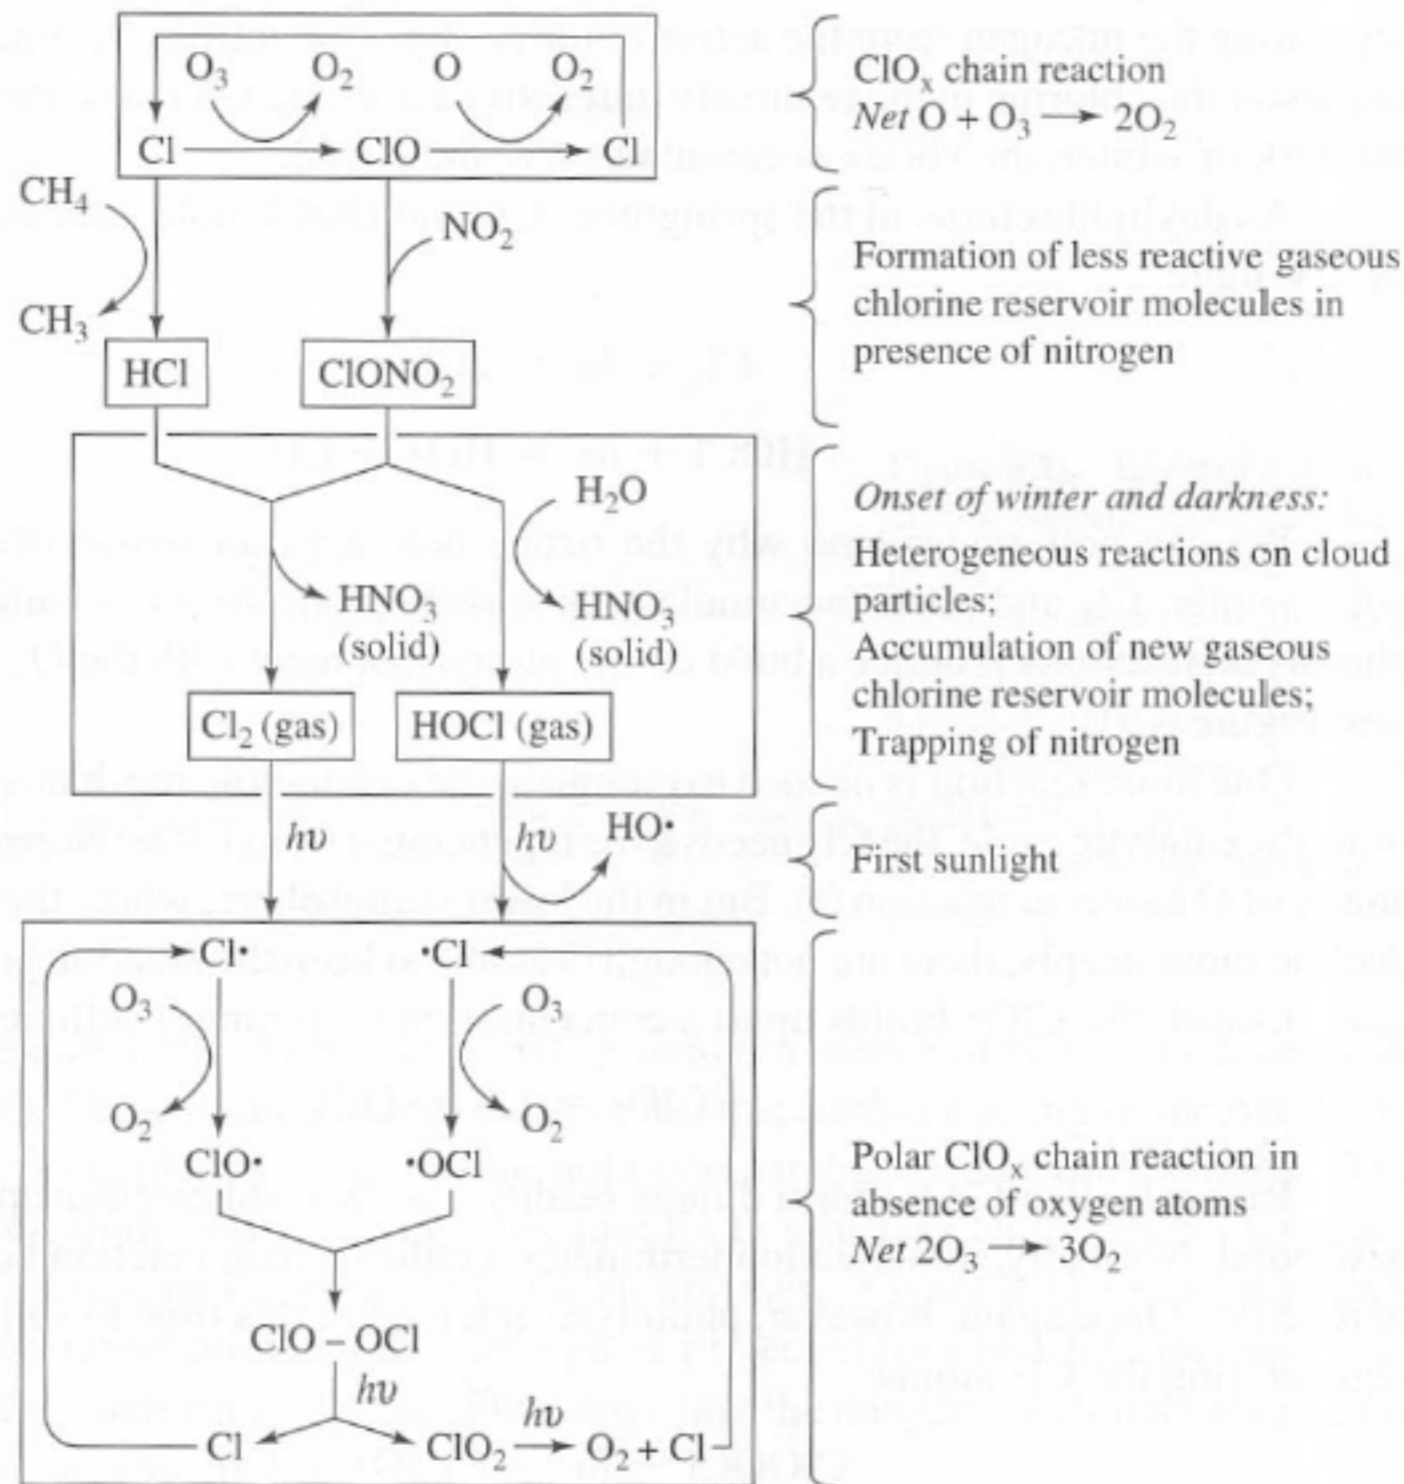 O₃ O₂ O O₂
Cl ClO Cl
ClOₓ chain reaction
Net O + O₃ → 2O₂
CH₄
NO₂
CH₃
HCl ClONO₂
Formation of less reactive gaseous
chlorine reservoir molecules in
presence of nitrogen
H₂O
HNO₃
(solid)
HNO₃
(solid)
Cl₂ (gas) HOCl (gas)
Onset of winter and darkness:
Heterogeneous reactions on cloud
particles;
Accumulation of new gaseous
chlorine reservoir molecules;
Trapping of nitrogen
hν hν HO•
First sunlight
Cl• •Cl
O₃ O₃
O₂ O₂
ClO• •OCl
ClO – OCl
hν
hν
Cl ClO₂ → O₂ + Cl
Polar ClOₓ chain reaction in
absence of oxygen atoms
Net 2O₃ → 3O₂